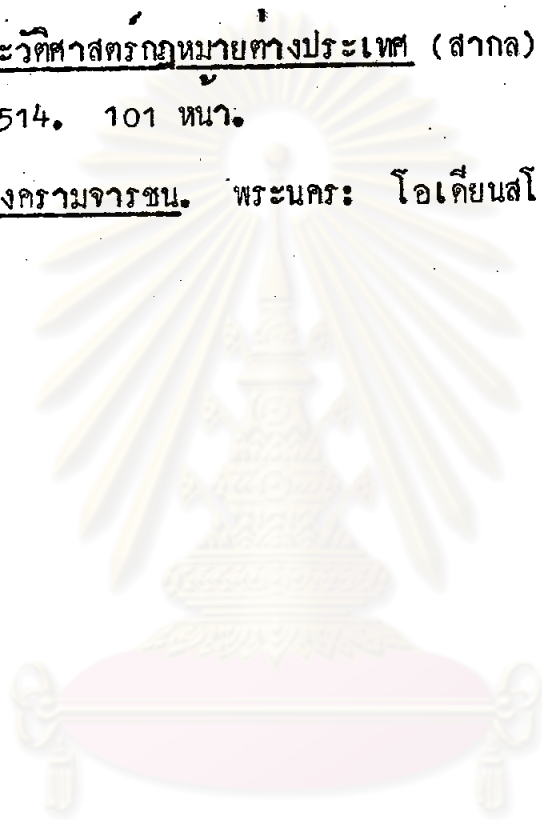 ะวัติศาสตร์กฎหมายต่างประเทศ (สากล)
514. 101 หน้า.
งครามจารชน. พระนคร: โอเดียนสโ